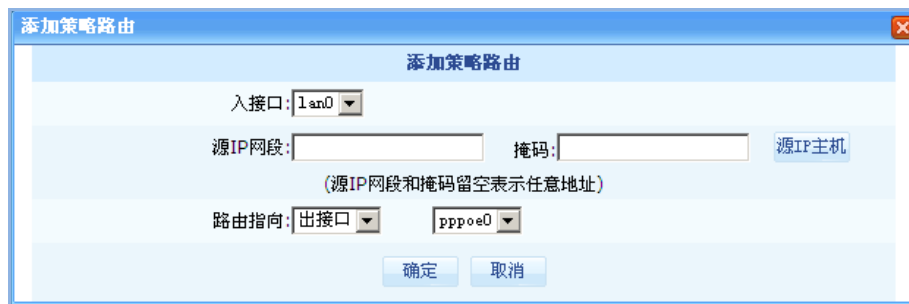 添加策略路由
添加策略路由
入接口: lan0
源IP网段: 掩码: 源IP主机
(源IP网段和掩码留空表示任意地址)
路由指向: 出接口 pppoe0
确定 取消